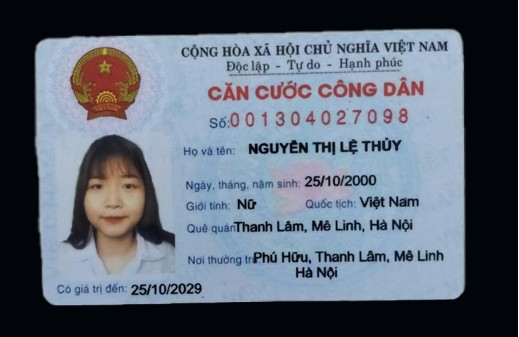 CỘNG HÒA XÃ HỘI CHỦ NGHĨA VIỆT NAM
Độc lập - Tự do - Hạnh phúc
CĂN CƯỚC CÔNG DÂN
Số: 001304027098
Họ và tên: NGUYỄN THỊ LỆ THỦY
Ngày, tháng, năm sinh: 25/10/2000
Giới tính: Nữ Quốc tịch: Việt Nam
Quê quán Thanh Lâm, Mê Linh, Hà Nội
Nơi thường tr Phú Hữu, Thanh Lâm, Mê Linh
Hà Nội
Có giá trị đến: 25/10/2029